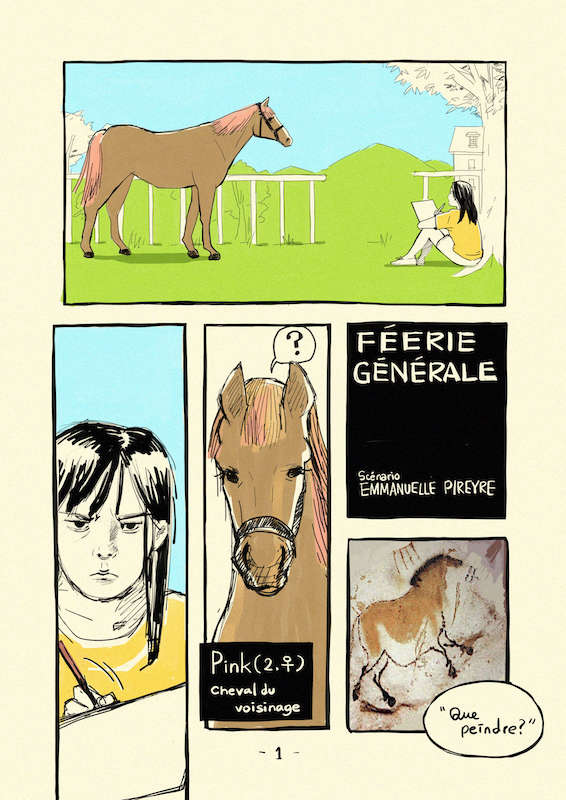 ?
FÉERIE
GÉNÉRALE
Scénario
EMMANUELLE PIREYRE
Pink (2.♀)
Cheval du
voisinage
"Que
peindre?"
- 1 -